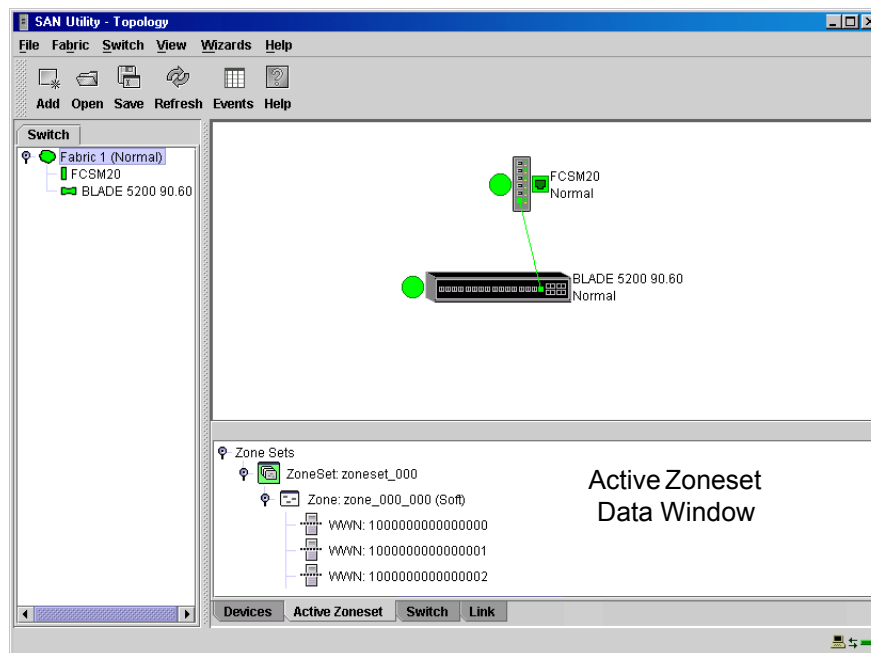 SAN Utility - Topology
File Fabric Switch View Wizards Help
Add Open Save Refresh Events Help
Switch
Fabric 1 (Normal)
FCSM20
BLADE 5200 90.60
FCSM20
Normal
BLADE 5200 90.60
Normal
Zone Sets
ZoneSet: zoneset_000
Zone: zone_000_000 (Soft)
WWN: 1000000000000000
WWN: 1000000000000001
WWN: 1000000000000002
Active Zoneset
Data Window
Devices Active Zoneset Switch Link